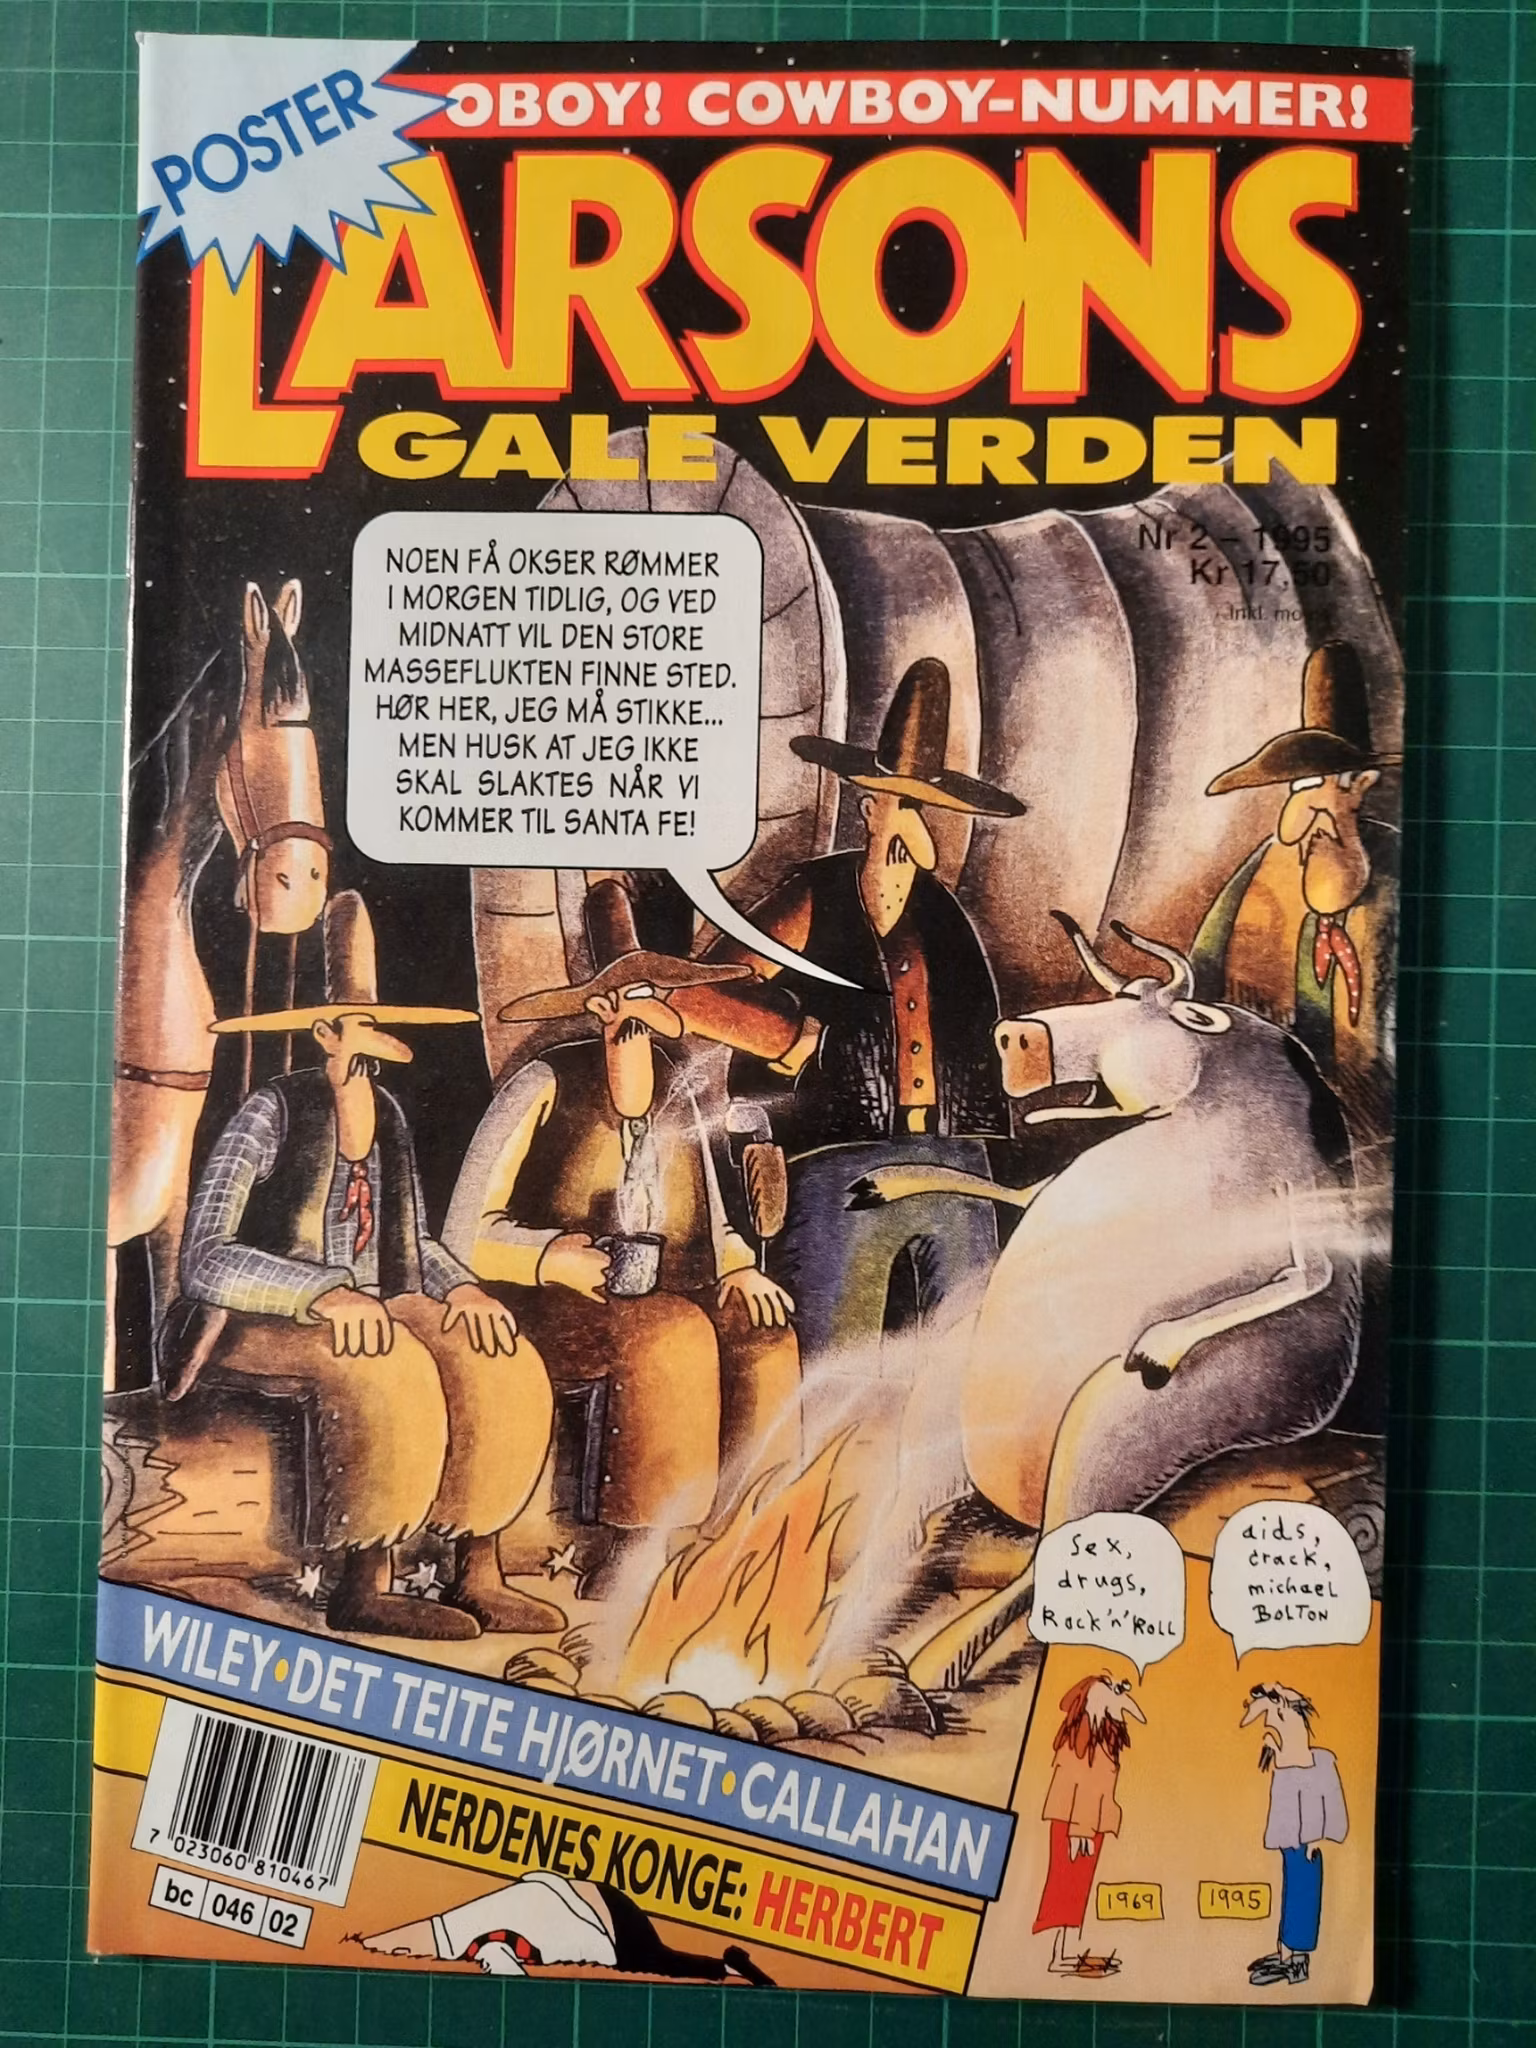 POSTER
OBOY! COWBOY-NUMMER!
LARSONS
GALE VERDEN
Nr 2 – 1995
Kr 17,50
Inkl.
NOEN FÅ OKSER RØMMER
I MORGEN TIDLIG, OG VED
MIDNATT VIL DEN STORE
MASSEFLUKTEN FINNE STED.
HØR HER, JEG MÅ STIKKE...
MEN HUSK AT JEG IKKE
SKAL SLAKTES NÅR VI
KOMMER TIL SANTA FE!
Sex,
drugs,
Rock'n'Roll
aids,
crack,
michael
BOLTON
1969
1995
WILEY•DET TEITE HJØRNET•CALLAHAN
NERDENES KONGE: HERBERT
7 023060 810467
bc 046 02